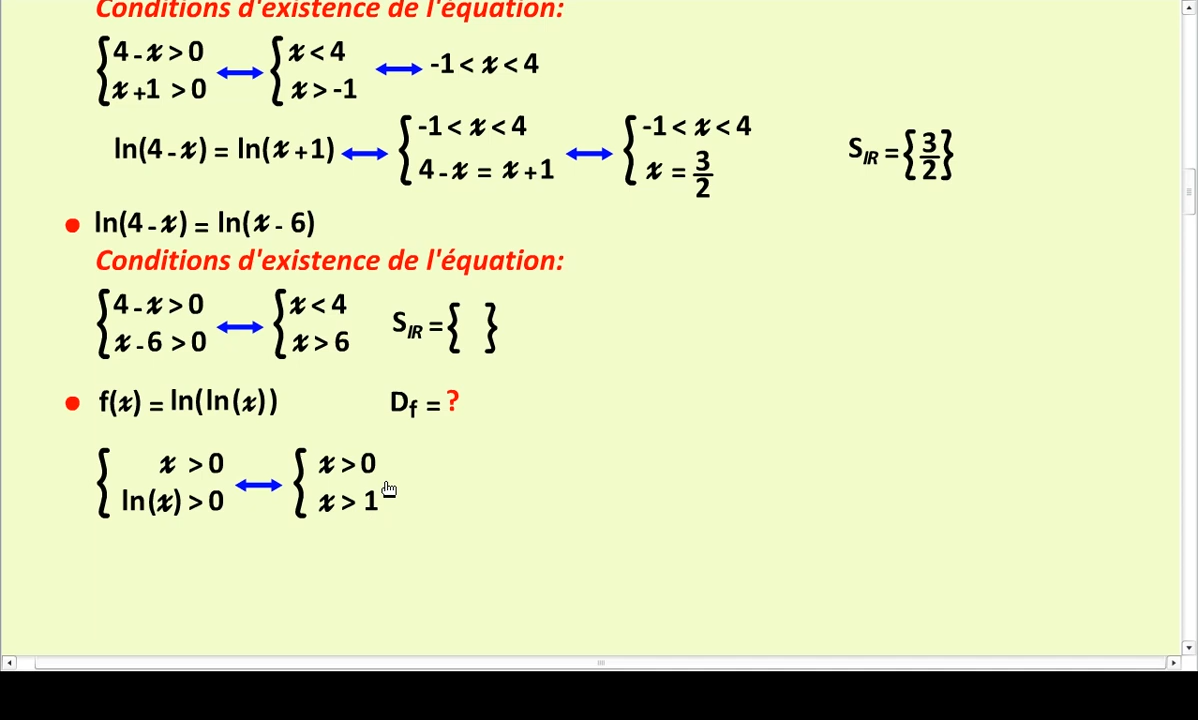 Conditions d'existence de l'équation:
{4 - x > 0 ↔ {x < 4 ↔ -1 < x < 4
{x + 1 > 0 {x > -1
ln(4 - x) = ln(x + 1) ↔ {-1 < x < 4 ↔ {-1 < x < 4 S_IR = {3/2}
{4 - x = x + 1 {x = 3/2
• ln(4 - x) = ln(x - 6)
Conditions d'existence de l'équation:
{4 - x > 0 ↔ {x < 4 S_IR = { }
{x - 6 > 0 {x > 6
• f(x) = ln(ln(x)) D_f = ?
{x > 0 ↔ {x > 0
{ln(x) > 0 {x > 1